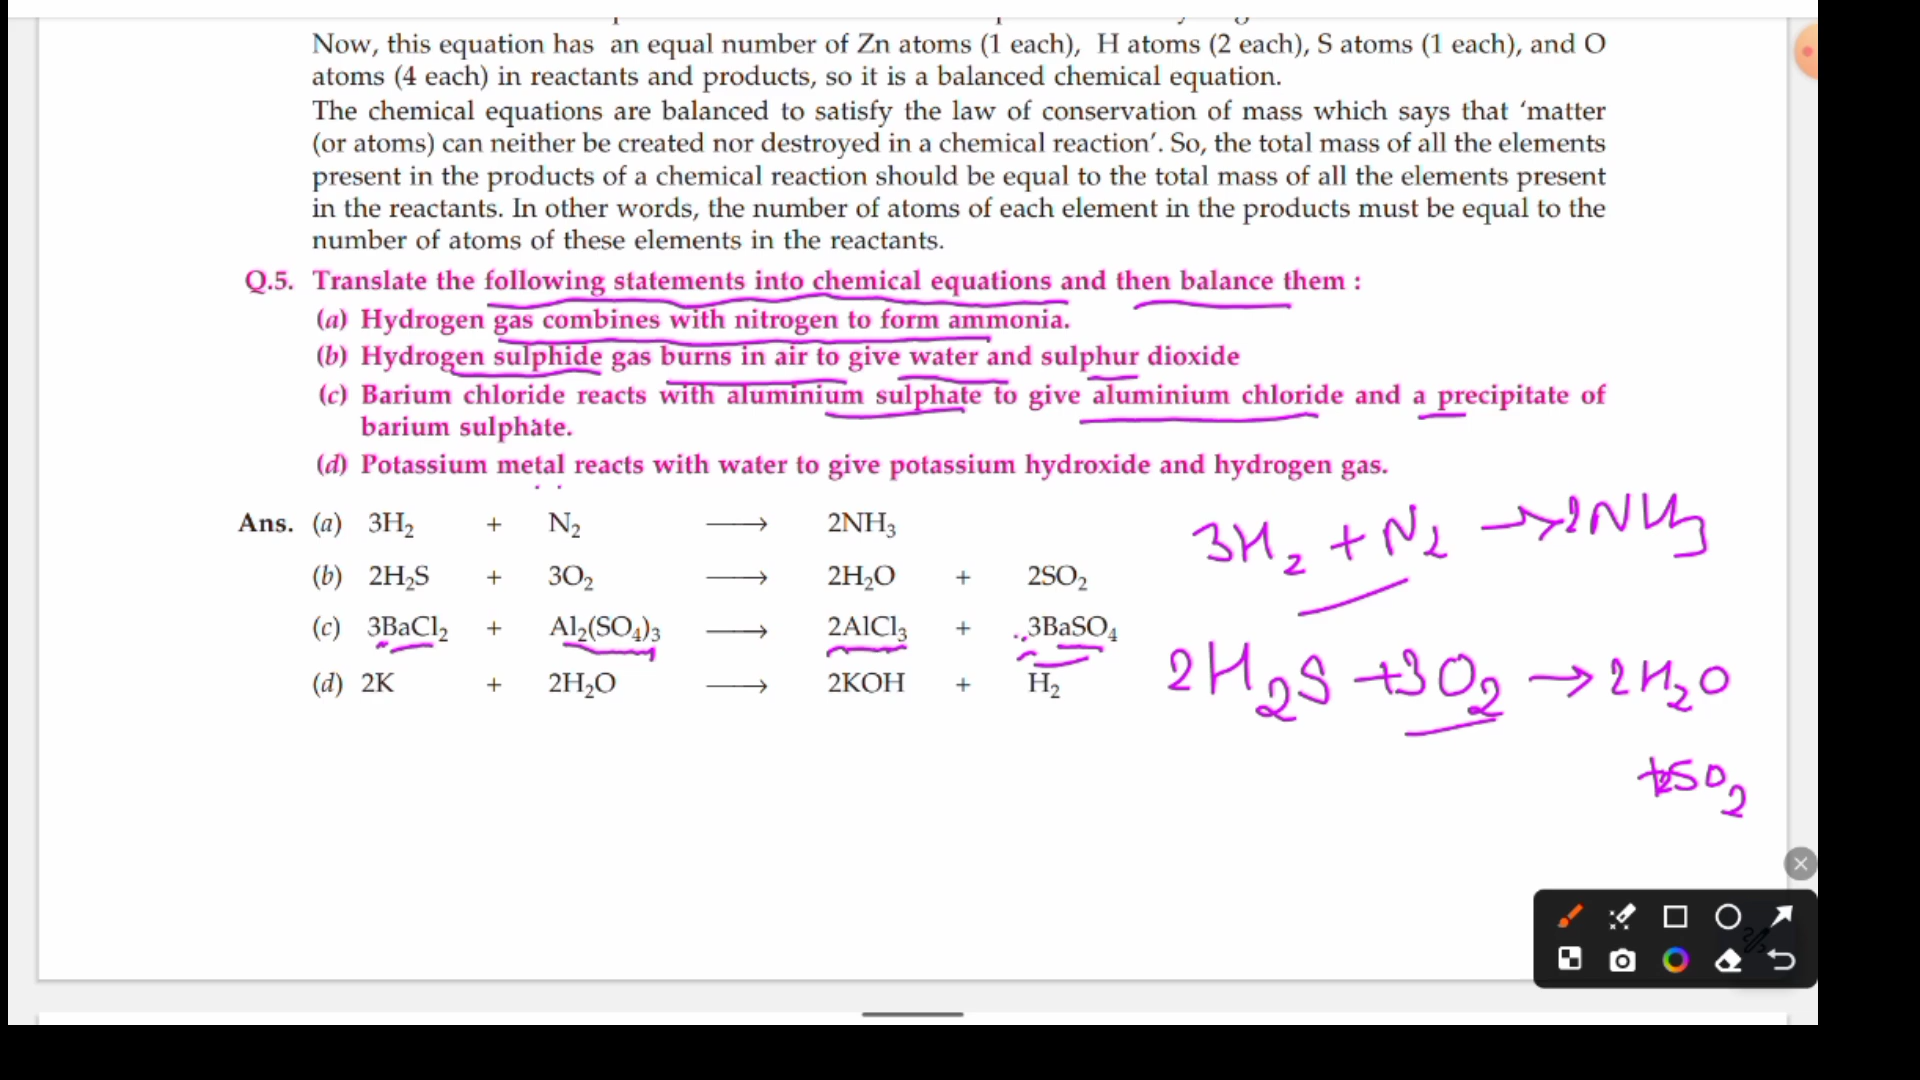 Now, this equation has an equal number of Zn atoms (1 each), H atoms (2 each), S atoms (1 each), and O
atoms (4 each) in reactants and products, so it is a balanced chemical equation.
The chemical equations are balanced to satisfy the law of conservation of mass which says that ‘matter
(or atoms) can neither be created nor destroyed in a chemical reaction’. So, the total mass of all the elements
present in the products of a chemical reaction should be equal to the total mass of all the elements present
in the reactants. In other words, the number of atoms of each element in the products must be equal to the
number of atoms of these elements in the reactants.
Q.5. Translate the following statements into chemical equations and then balance them :
(a) Hydrogen gas combines with nitrogen to form ammonia.
(b) Hydrogen sulphide gas burns in air to give water and sulphur dioxide
(c) Barium chloride reacts with aluminium sulphate to give aluminium chloride and a precipitate of
barium sulphate.
(d) Potassium metal reacts with water to give potassium hydroxide and hydrogen gas.
Ans. (a) 3H₂ + N₂ ⟶ 2NH₃
(b) 2H₂S + 3O₂ ⟶ 2H₂O + 2SO₂
(c) 3BaCl₂ + Al₂(SO₄)₃ ⟶ 2AlCl₃ + 3BaSO₄
(d) 2K + 2H₂O ⟶ 2KOH + H₂
3H₂ + N₂ → 2NH₃
2H₂S + 3O₂ → 2H₂O
+2SO₂